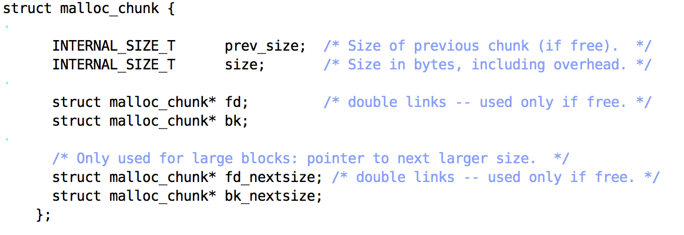 struct malloc_chunk {
INTERNAL_SIZE_T prev_size; /* Size of previous chunk (if free). */
INTERNAL_SIZE_T size; /* Size in bytes, including overhead. */
struct malloc_chunk* fd; /* double links -- used only if free. */
struct malloc_chunk* bk;
/* Only used for large blocks: pointer to next larger size. */
struct malloc_chunk* fd_nextsize; /* double links -- used only if free. */
struct malloc_chunk* bk_nextsize;
};